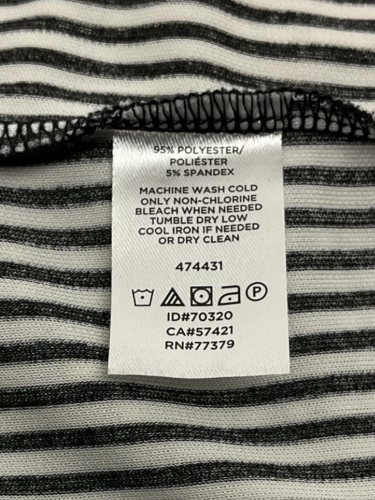 95% POLYESTER/
POLIÉSTER
5% SPANDEX
MACHINE WASH COLD
ONLY NON-CHLORINE
BLEACH WHEN NEEDED
TUMBLE DRY LOW
COOL IRON IF NEEDED
OR DRY CLEAN
474431
P
ID#70320
CA#57421
RN#77379